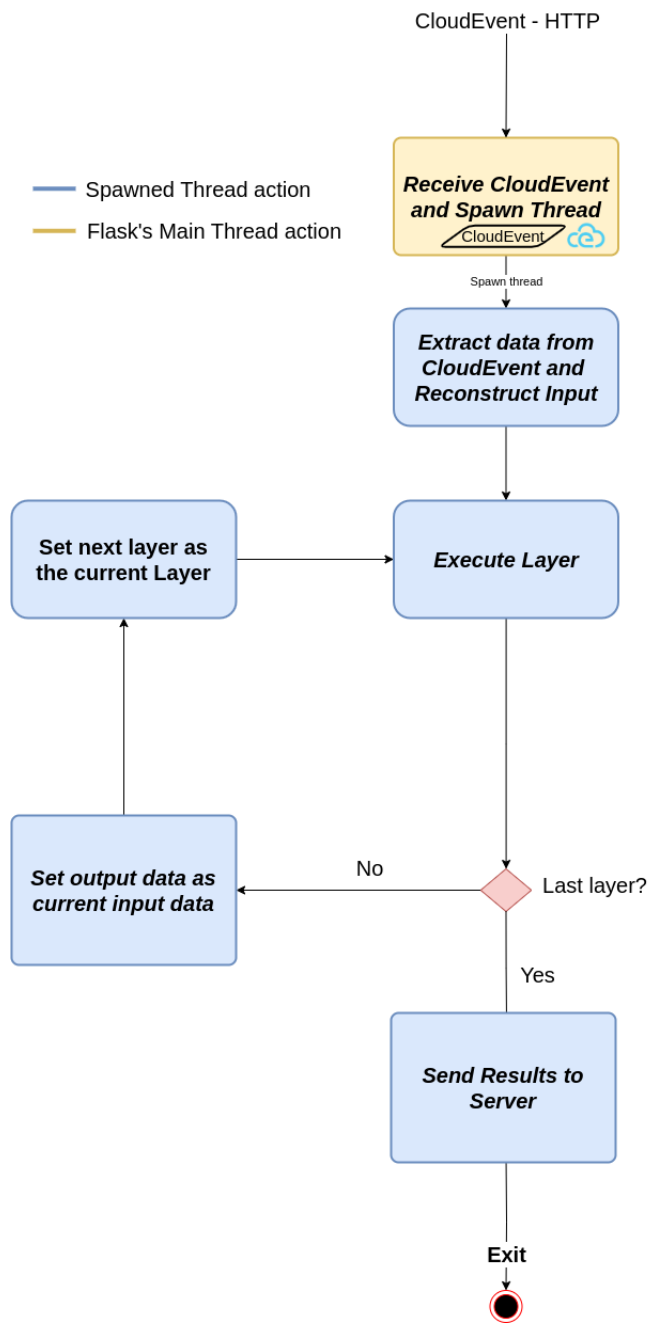 CloudEvent - HTTP
Receive CloudEvent
and Spawn Thread
CloudEvent
Spawned Thread action
Flask's Main Thread action
Spawn thread
Extract data from
CloudEvent and
Reconstruct Input
Set next layer as
the current Layer
Execute Layer
Set output data as
current input data
No
Last layer?
Yes
Send Results to
Server
Exit